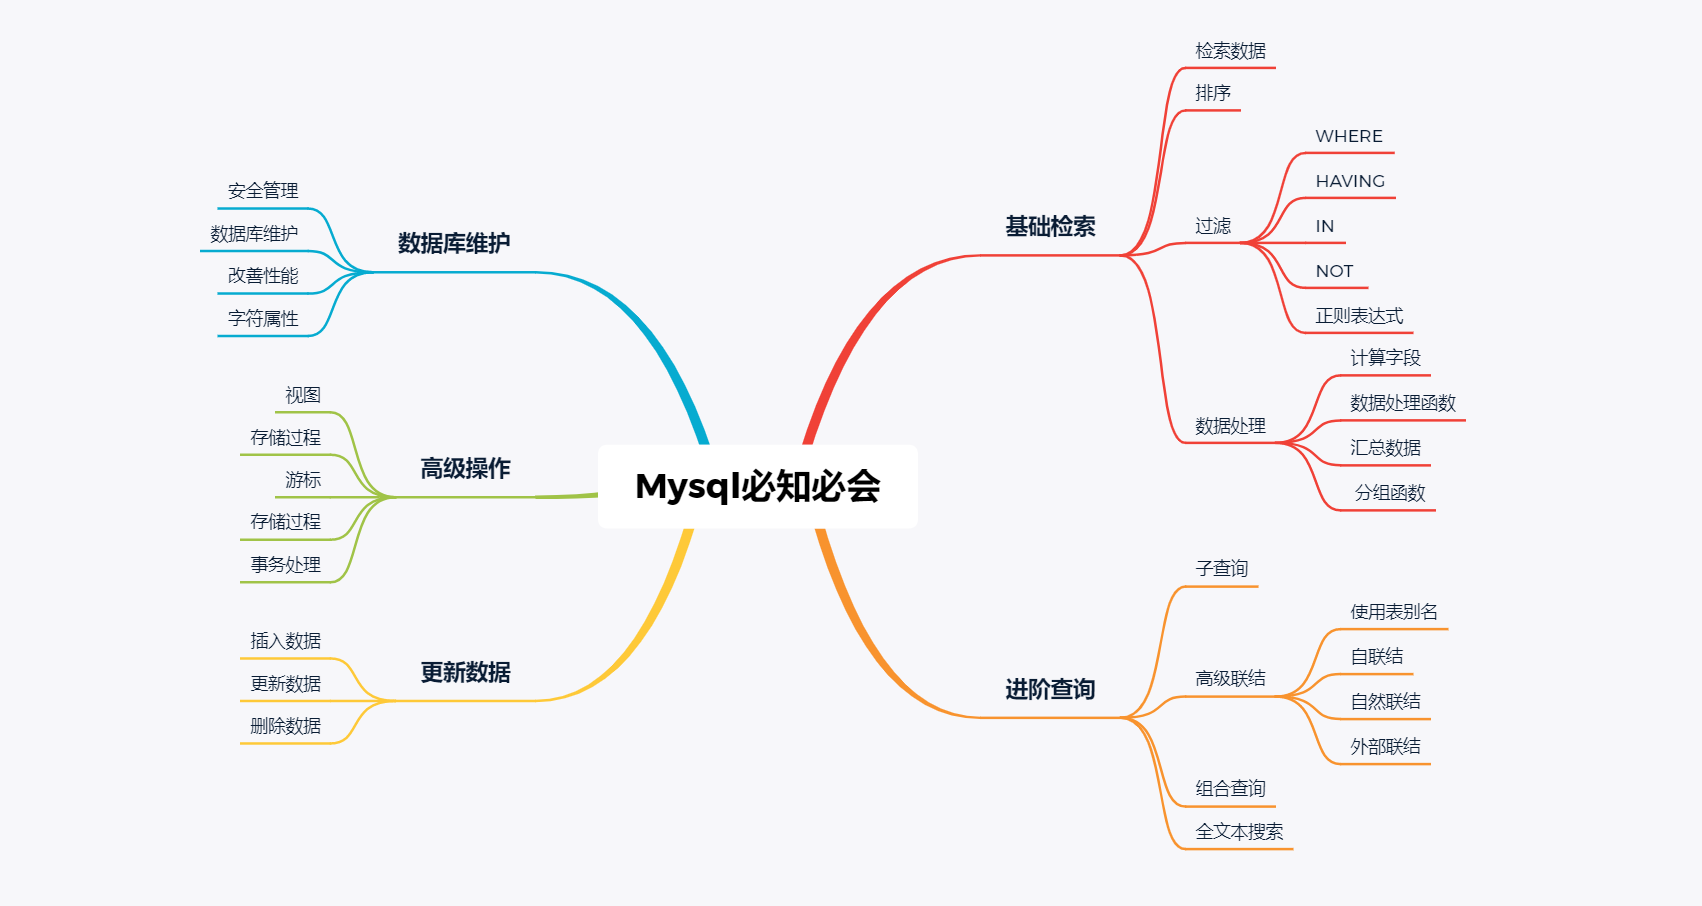 Mysql必知必会
基础检索
检索数据
排序
过滤
WHERE
HAVING
IN
NOT
正则表达式
数据处理
计算字段
数据处理函数
汇总数据
分组函数
进阶查询
子查询
高级联结
使用表别名
自联结
自然联结
外部联结
组合查询
全文本搜索
数据库维护
安全管理
数据库维护
改善性能
字符属性
高级操作
视图
存储过程
游标
存储过程
事务处理
更新数据
插入数据
更新数据
删除数据